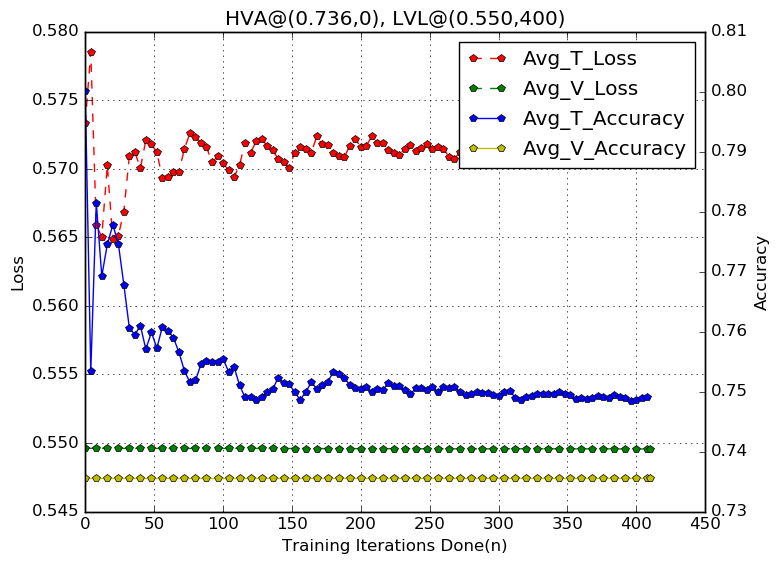 HVA@(0.736,0), LVL@(0.550,400)
0.580
0.575
0.570
0.565
0.560
0.555
0.550
0.545
Loss
0.81
0.80
0.79
0.78
0.77
0.76
0.75
0.74
0.73
Accuracy
Avg_T_Loss
Avg_V_Loss
Avg_T_Accuracy
Avg_V_Accuracy
0 50 100 150 200 250 300 350 400 450
Training Iterations Done(n)